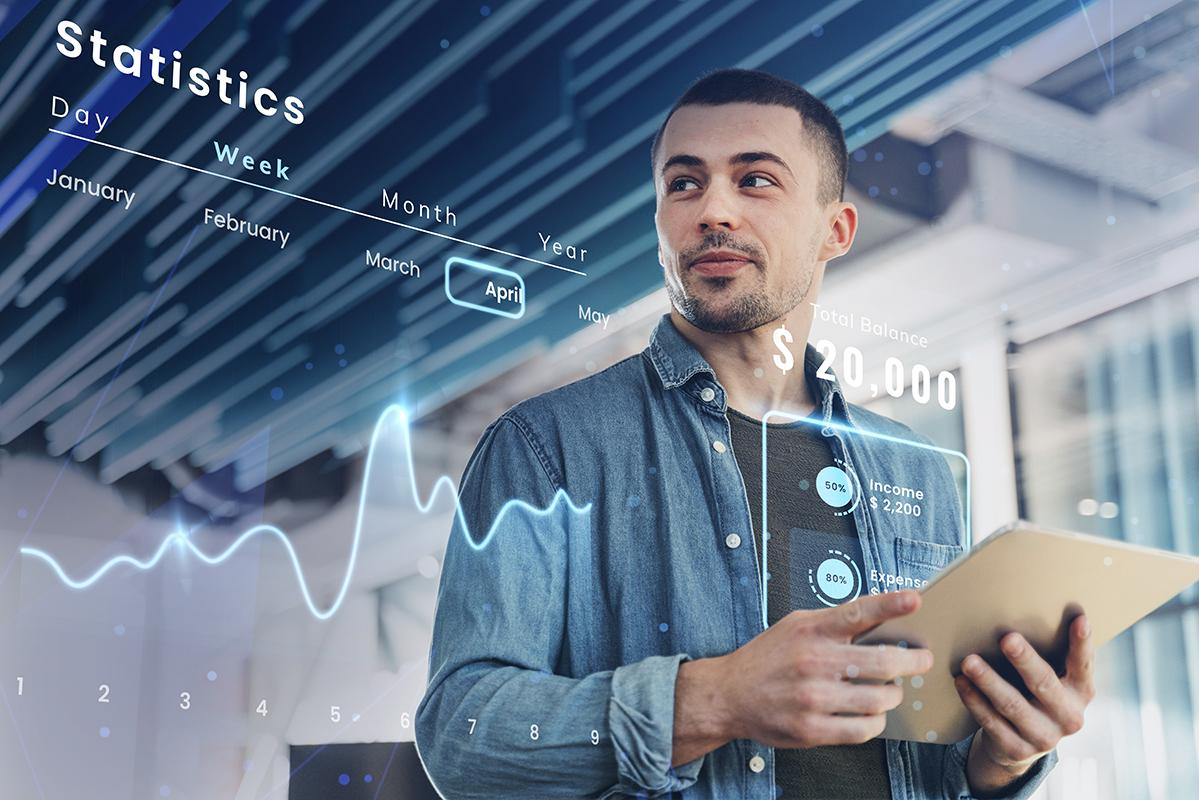 Statistics
Day Week Month Year
January February March April May
Total Balance
$ 20,000
50% Income
$ 2,200
80% Expense
$
1 2 3 4 5 6 7 8 9